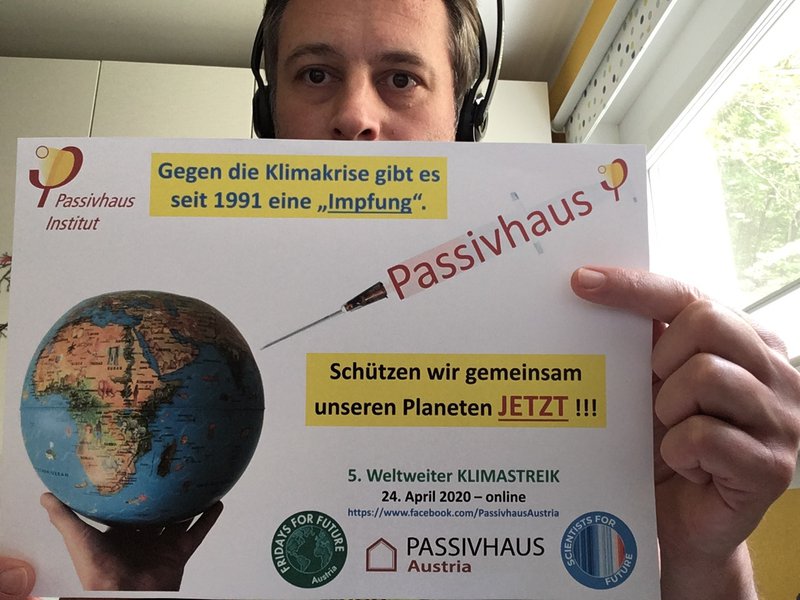 Passivhaus
Institut
Gegen die Klimakrise gibt es
seit 1991 eine „Impfung“.
Passivhaus
Schützen wir gemeinsam
unseren Planeten JETZT !!!
5. Weltweiter KLIMASTREIK
24. April 2020 – online
https://www.facebook.com/PassivhausAustria
FRIDAYS FOR FUTURE
Austria
PASSIVHAUS
Austria
SCIENTISTS FOR
FUTURE